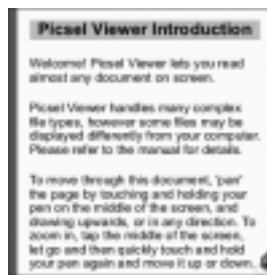 Picsel Viewer Introduction
Welcome! Picsel Viewer lets you read
almost any document on screen.
Picsel Viewer handles many complex
file types, however some files may be
displayed differently from your computer.
Please refer to the manual for details.
To move through this document, 'pan'
the page by touching and holding your
pen on the middle of the screen, and
drawing upwards, or in any direction. To
zoom in, tap the middle of the screen,
let go and then quickly touch and hold
your pen again and move it up or down.